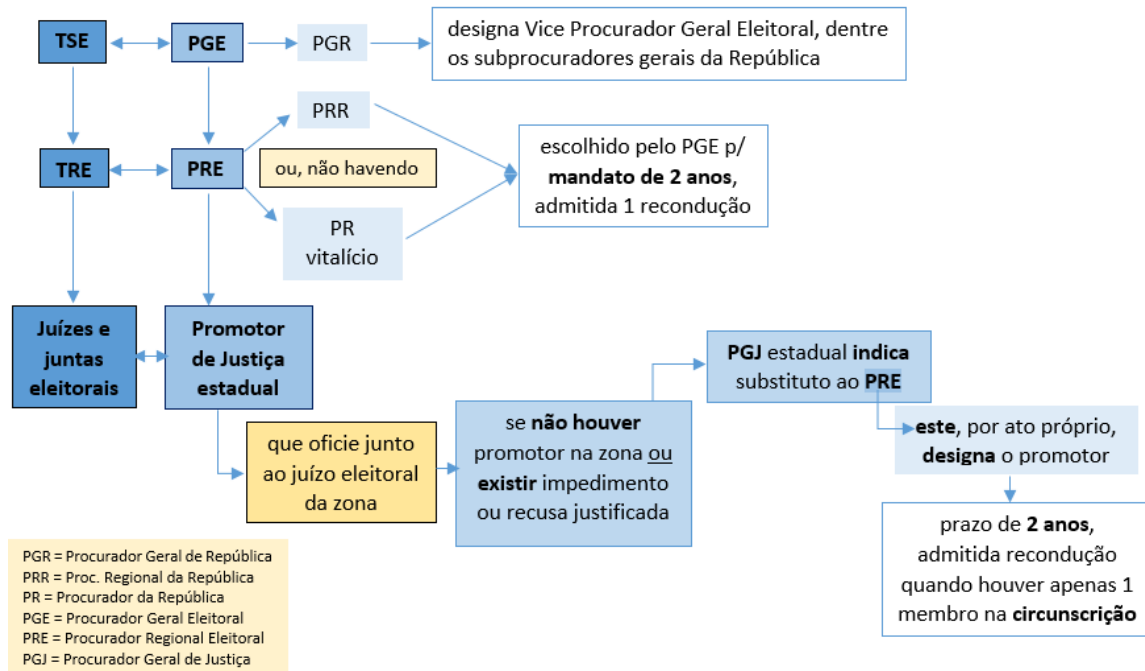 TSE
PGE
PGR
designa Vice Procurador Geral Eleitoral, dentre
os subprocuradores gerais da República
TRE
PRE
PRR
ou, não havendo
PR
vitalício
escolhido pelo PGE p/
mandato de 2 anos,
admitida 1 recondução
Juízes e
juntas
eleitorais
Promotor
de Justiça
estadual
que oficie junto
ao juízo eleitoral
da zona
se não houver
promotor na zona ou
existir impedimento
ou recusa justificada
PGJ estadual indica
substituto ao PRE
este, por ato próprio,
designa o promotor
prazo de 2 anos,
admitida recondução
quando houver apenas 1
membro na circunscrição
PGR = Procurador Geral de República
PRR = Proc. Regional da República
PR = Procurador da República
PGE = Procurador Geral Eleitoral
PRE = Procurador Regional Eleitoral
PGJ = Procurador Geral de Justiça